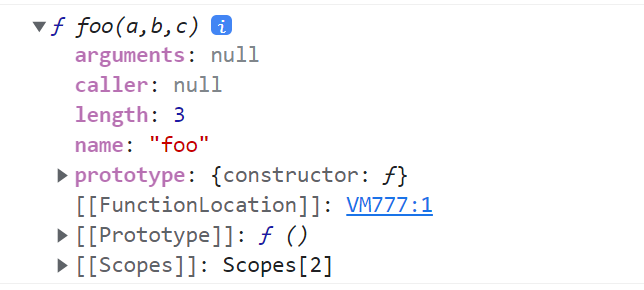 ▼ƒ foo(a,b,c) i
arguments: null
caller: null
length: 3
name: "foo"
▶prototype: {constructor: ƒ}
[[FunctionLocation]]: VM777:1
▶[[Prototype]]: ƒ ()
▶[[Scopes]]: Scopes[2]